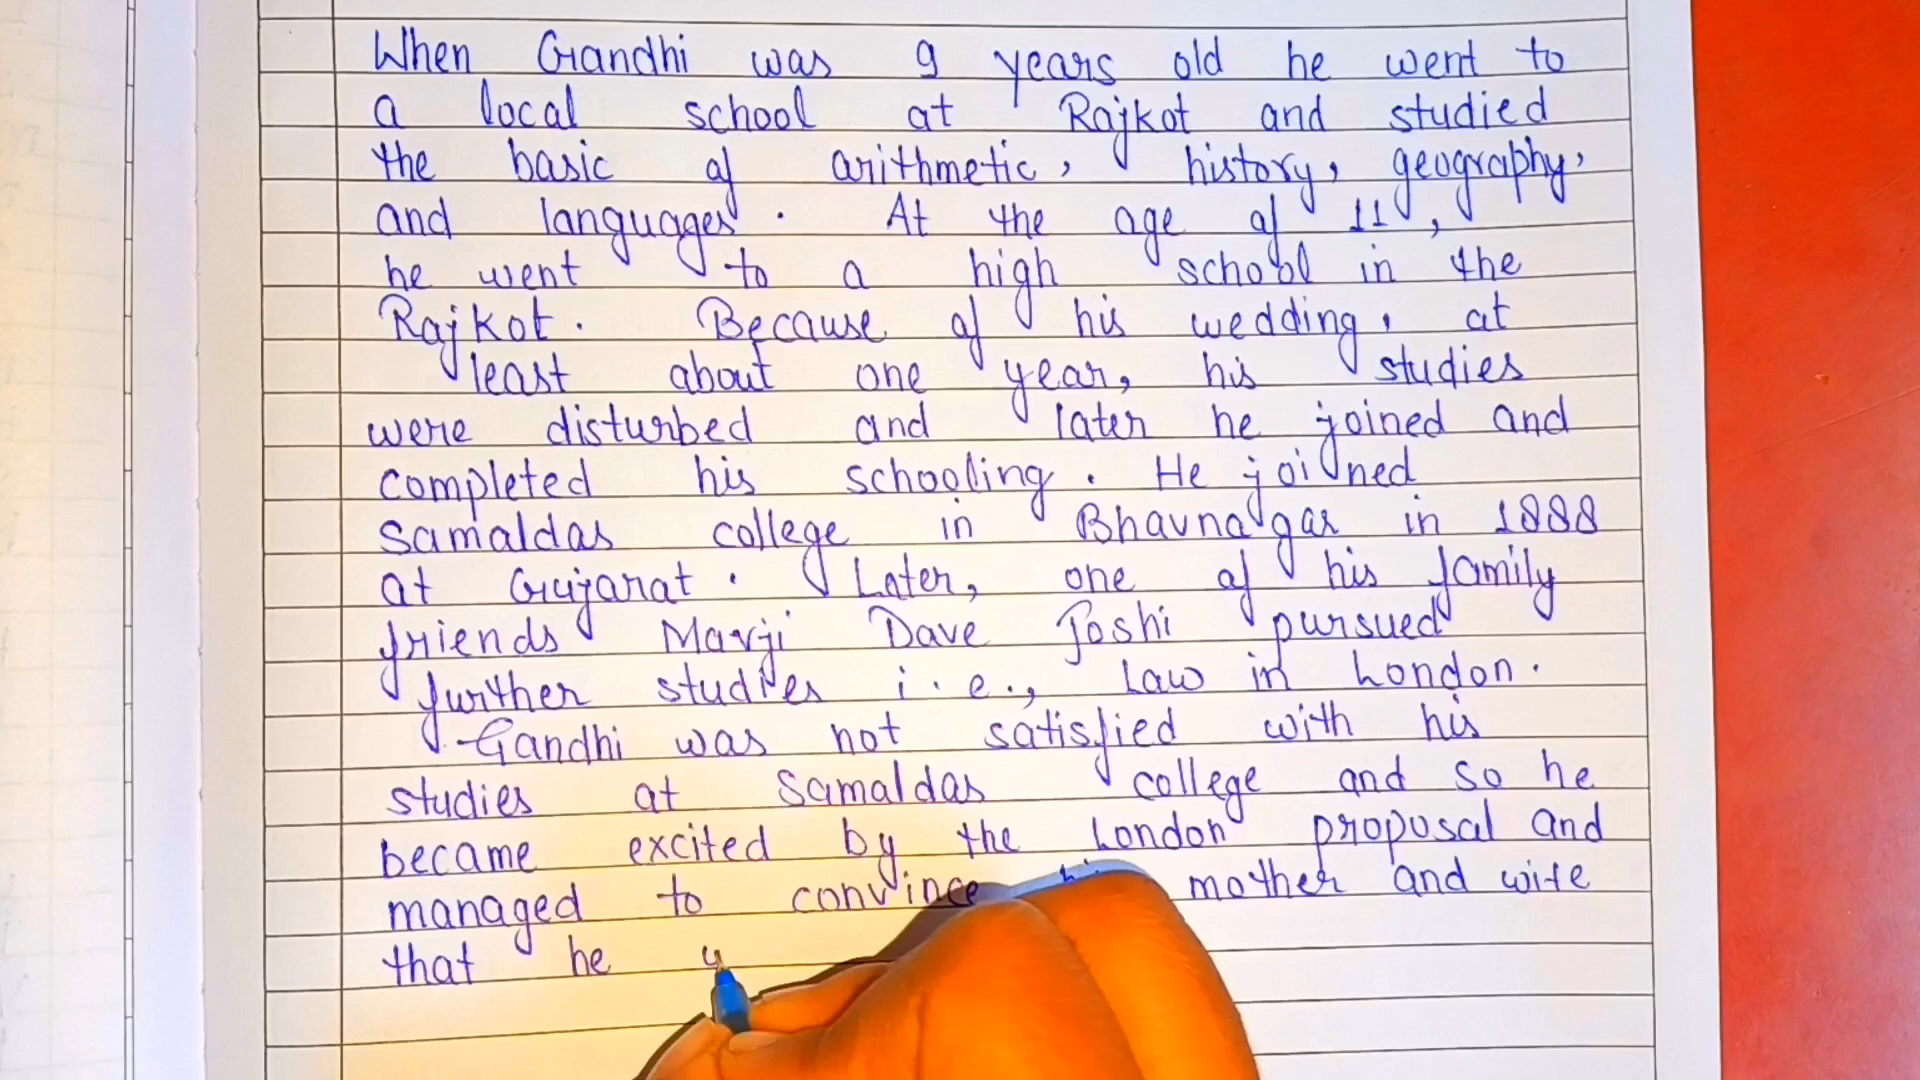 When Gandhi was 9 years old he went to
a local school at Rajkot and studied
the basic of arithmetic, history, geography,
and languages. At the age of 11,
he went to a high school in the
Rajkot. Because of his wedding, at
least about one year, his studies
were disturbed and later he joined and
completed his schooling. He joined
Samaldas college in Bhavnagar in 1888
at Gujarat. Later, one of his family
friends Mavji Dave Joshi pursued
further studies i.e., Law in London.
Gandhi was not satisfied with his
studies at Samaldas college and so he
became excited by the London proposal and
managed to convince mother and wife
that he